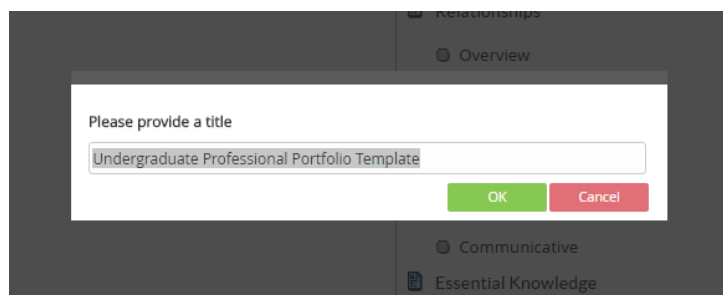 Relationships
Overview
Please provide a title
Undergraduate Professional Portfolio Template
OK Cancel
Communicative
Essential Knowledge